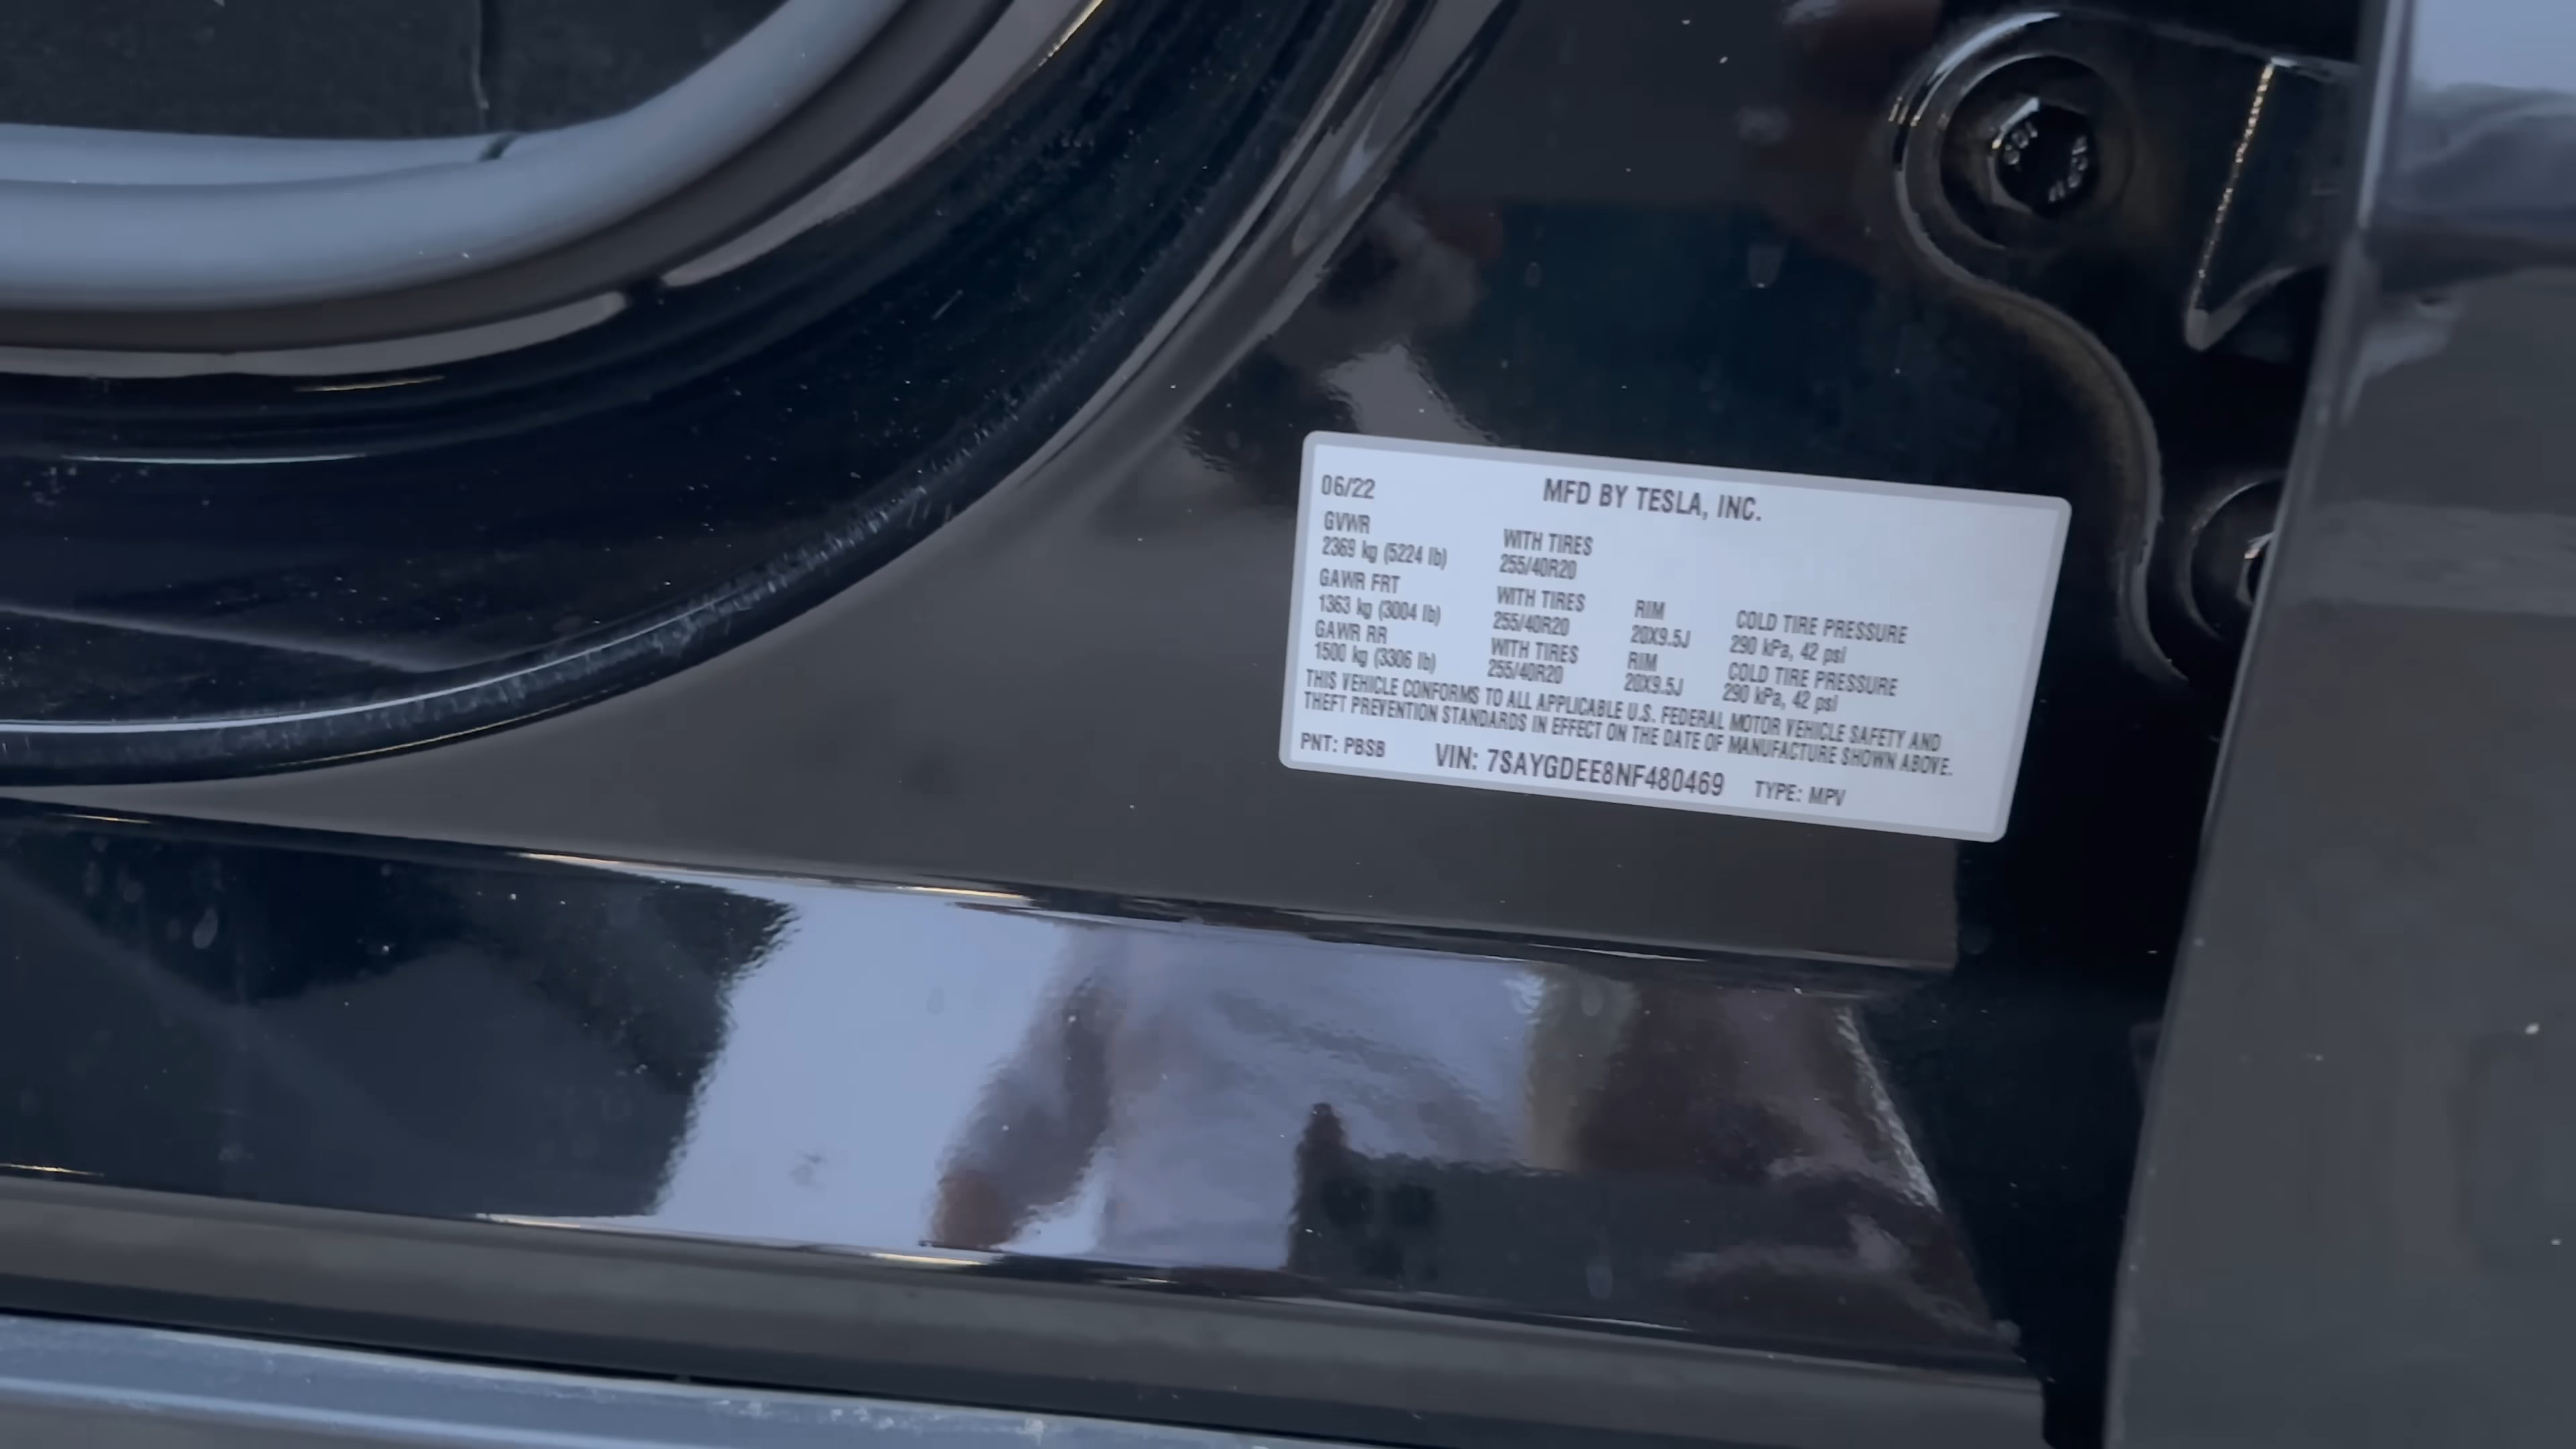 06/22 MFD BY TESLA, INC.
GVWR WITH TIRES
2369 kg (5224 lb) 255/40R20
GAWR FRT WITH TIRES RIM COLD TIRE PRESSURE
1363 kg (3004 lb) 255/40R20 20X9.5J 290 kPa, 42 psi
GAWR RR WITH TIRES RIM COLD TIRE PRESSURE
1500 kg (3306 lb) 255/40R20 20X9.5J 290 kPa, 42 psi
THIS VEHICLE CONFORMS TO ALL APPLICABLE U.S. FEDERAL MOTOR VEHICLE SAFETY AND
THEFT PREVENTION STANDARDS IN EFFECT ON THE DATE OF MANUFACTURE SHOWN ABOVE.
PNT: PBSB VIN: 7SAYGDEE8NF480469 TYPE: MPV